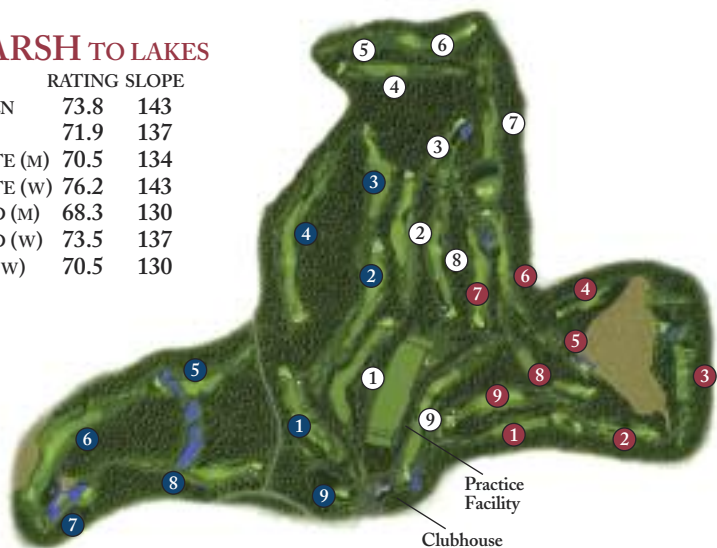 ARSH TO LAKES
RATING SLOPE
N 73.8 143
71.9 137
TE (M) 70.5 134
TE (W) 76.2 143
D (M) 68.3 130
D (W) 73.5 137
W) 70.5 130
5
6
4
7
3
3
4
2
8
2
7
6
4
5
1
5
8
3
9
1
9
1
2
6
8
7
9
Practice
Facility
Clubhouse